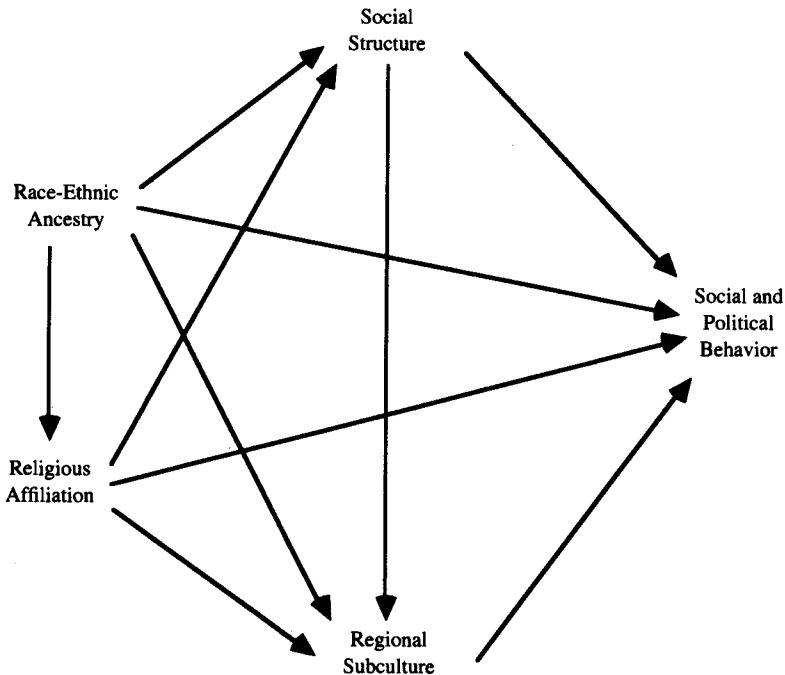 Social
Structure
Race-Ethnic
Ancestry
Social and
Political
Behavior
Religious
Affiliation
Regional
Subculture